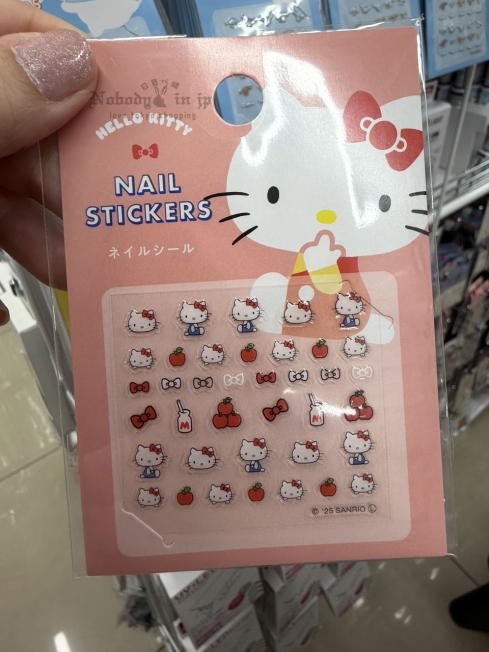 Nobody in jp
HELLO KITTY
NAIL
STICKERS
ネイルシール
M
M
© '25 SANRIO Ⓛ